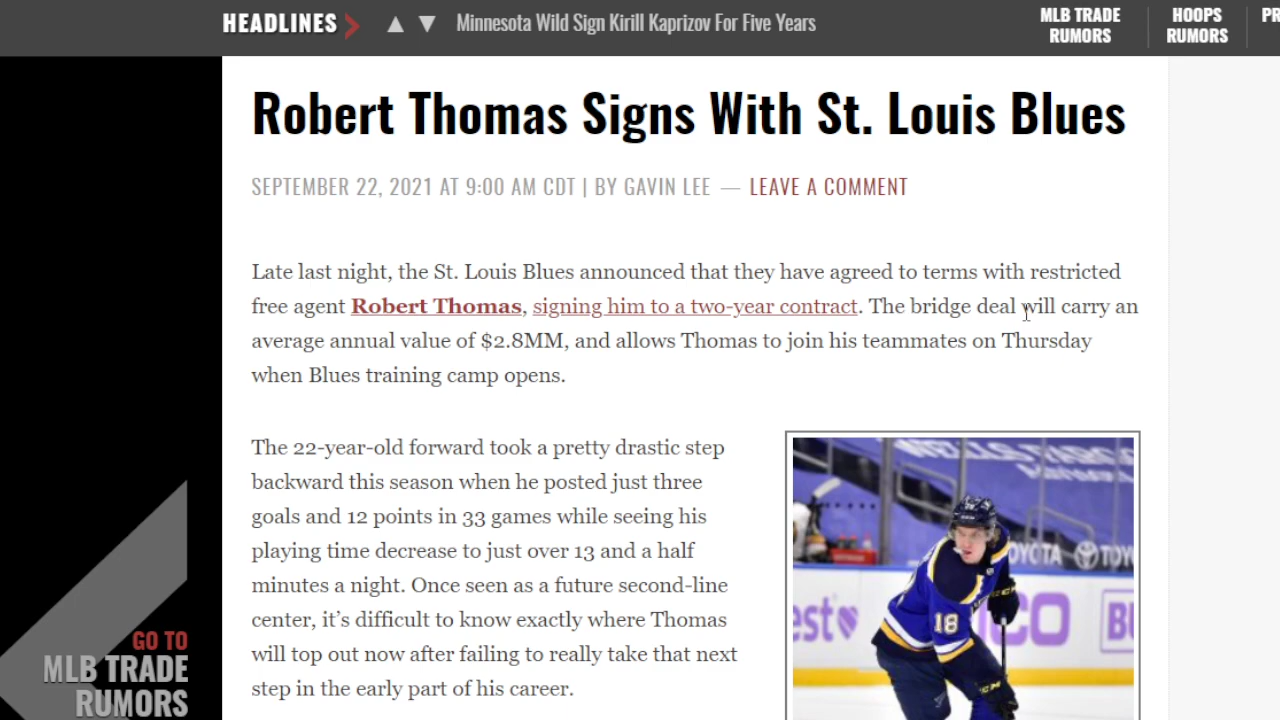 HEADLINES
Minnesota Wild Sign Kirill Kaprizov For Five Years
MLB TRADE
RUMORS
HOOPS
RUMORS
Robert Thomas Signs With St. Louis Blues
SEPTEMBER 22, 2021 AT 9:00 AM CDT | BY GAVIN LEE — LEAVE A COMMENT
Late last night, the St. Louis Blues announced that they have agreed to terms with restricted
free agent Robert Thomas, signing him to a two-year contract. The bridge deal will carry an
average annual value of $2.8MM, and allows Thomas to join his teammates on Thursday
when Blues training camp opens.
The 22-year-old forward took a pretty drastic step
backward this season when he posted just three
goals and 12 points in 33 games while seeing his
playing time decrease to just over 13 and a half
minutes a night. Once seen as a future second-line
center, it's difficult to know exactly where Thomas
will top out now after failing to really take that next
step in the early part of his career.
18
GO TO
MLB TRADE
RUMORS